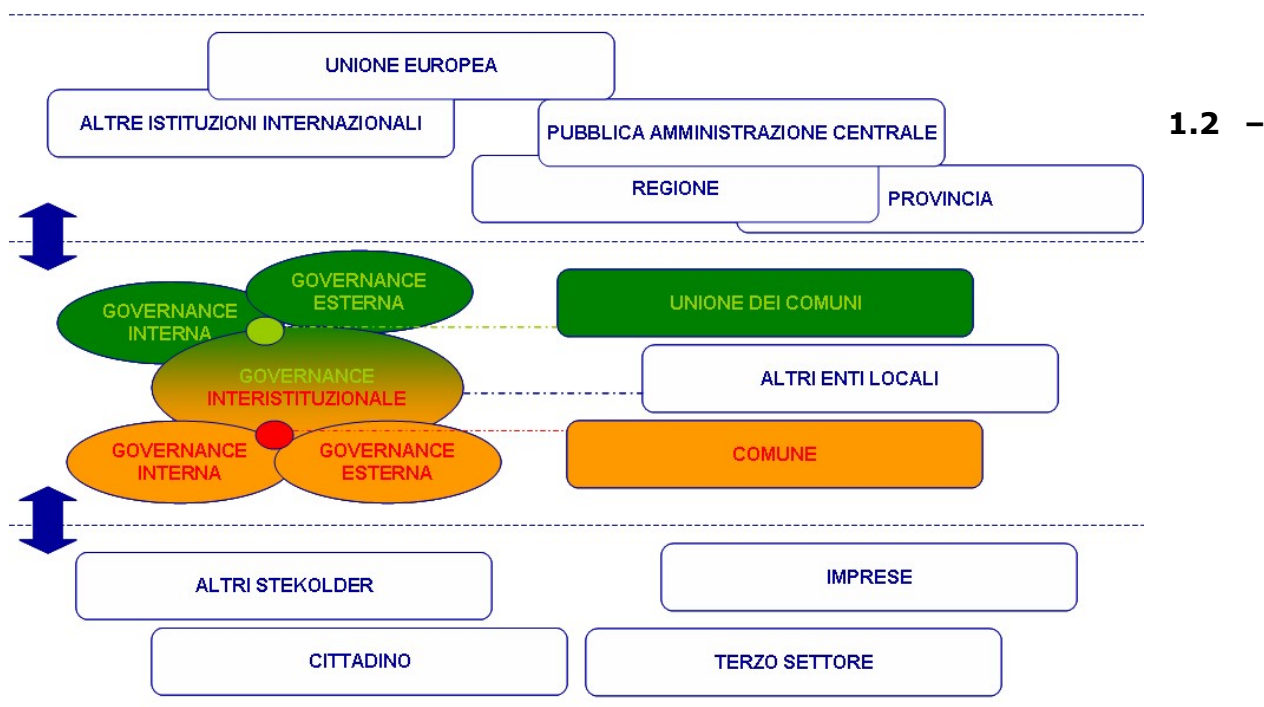 UNIONE EUROPEA
ALTRE ISTITUZIONI INTERNAZIONALI
PUBBLICA AMMINISTRAZIONE CENTRALE
1.2 –
REGIONE
PROVINCIA
GOVERNANCE
ESTERNA
GOVERNANCE
INTERNA
UNIONE DEI COMUNI
GOVERNANCE
INTERISTITUZIONALE
ALTRI ENTI LOCALI
GOVERNANCE
INTERNA
GOVERNANCE
ESTERNA
COMUNE
ALTRI STEKOLDER
IMPRESE
CITTADINO
TERZO SETTORE